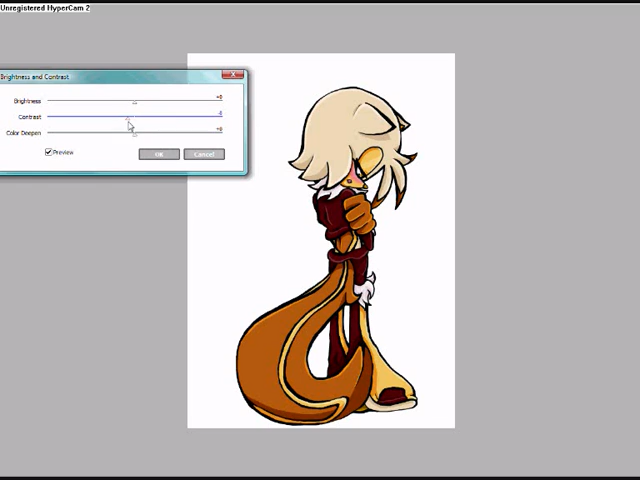 Unregistered HyperCam 2
Brightness and Contrast
Brightness
+0
Contrast
Color Deepen
+0
Preview
OK
Cancel